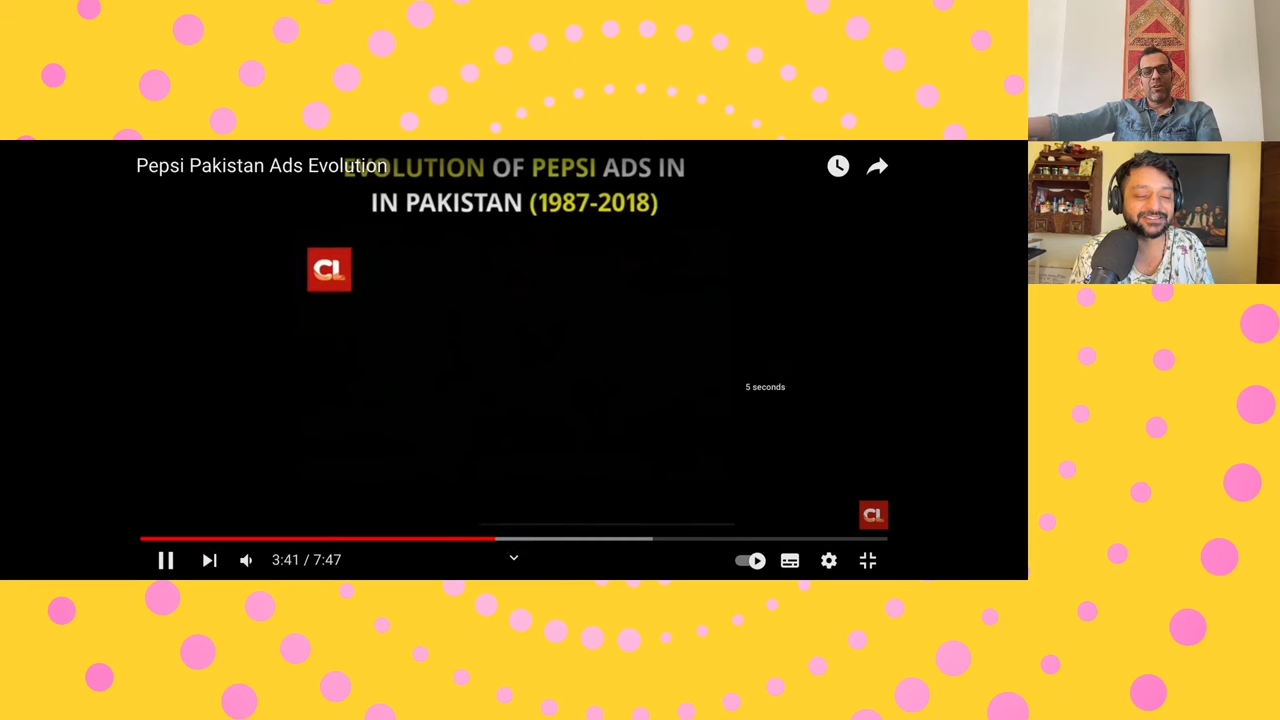 Pepsi Pakistan Ads Evolution
EVOLUTION OF PEPSI ADS IN
IN PAKISTAN (1987-2018)
CL
5 seconds
CL
3:41 / 7:47